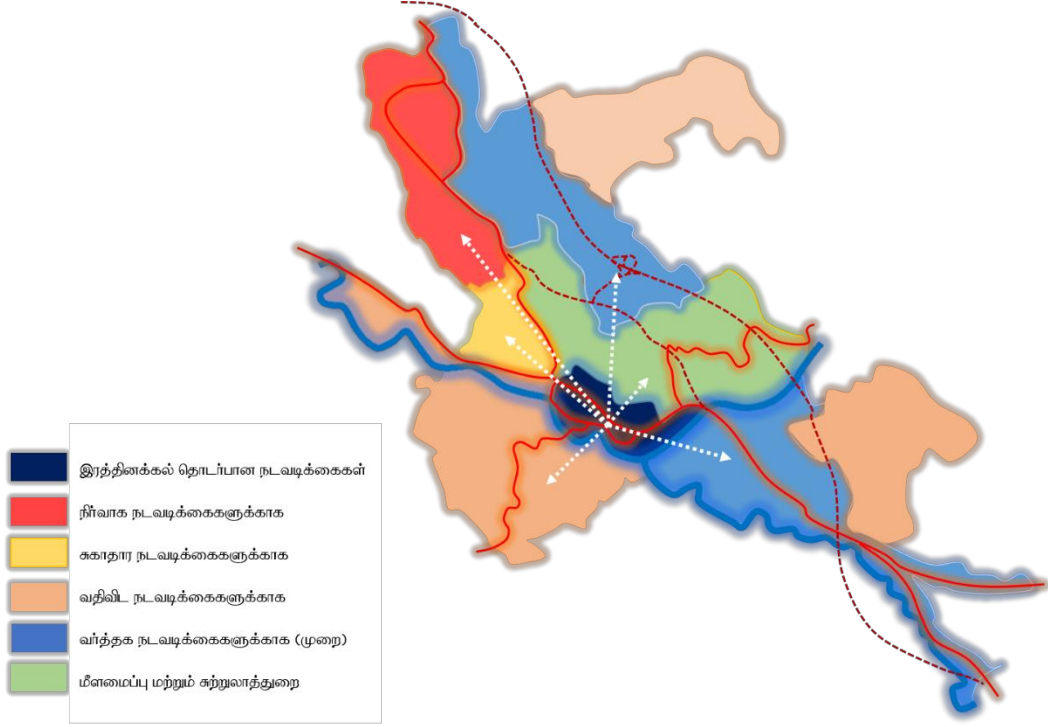 இரத்தினக்கல் தொடர்பான நடவடிக்கைகள்
நிர்வாக நடவடிக்கைகளுக்காக
சுகாதார நடவடிக்கைகளுக்காக
வதிவிட நடவடிக்கைகளுக்காக
வர்த்தக நடவடிக்கைகளுக்காக (முறை)
மீளமைப்பு மற்றும் சுற்றுலாத்துறை